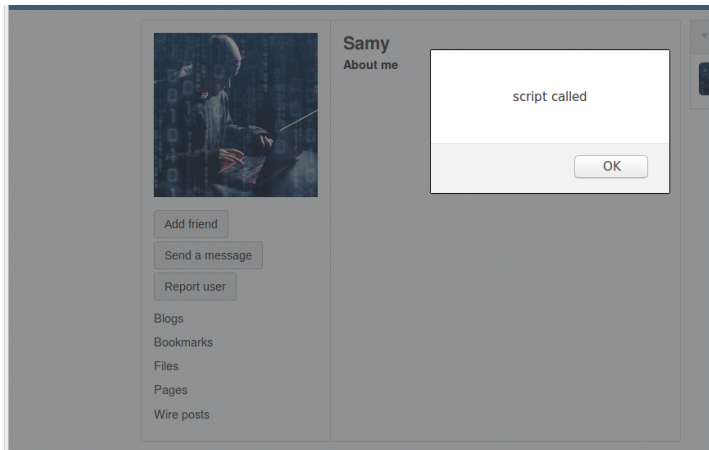 Samy
About me
script called
OK
Add friend
Send a message
Report user
Blogs
Bookmarks
Files
Pages
Wire posts